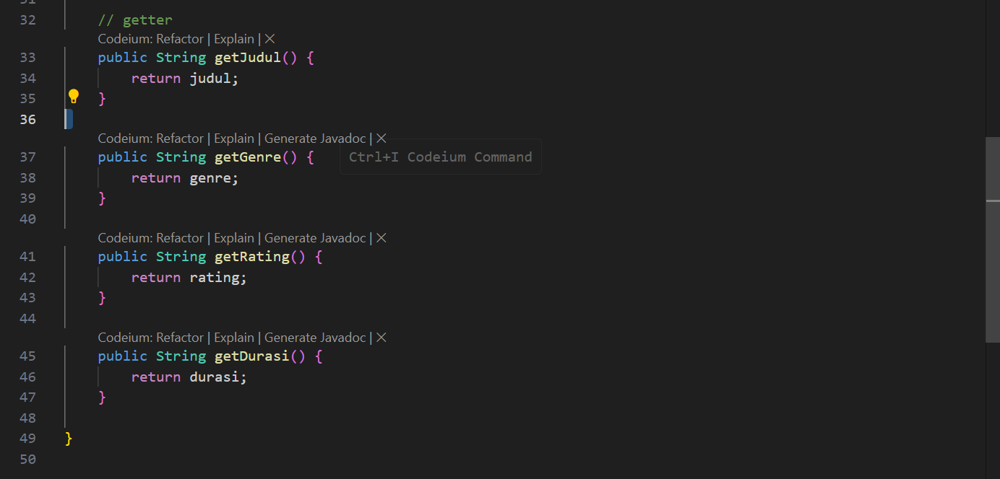 31
32 // getter
Codeium: Refactor | Explain | ×
33 public String getJudul() {
34 return judul;
35 }
36
Codeium: Refactor | Explain | Generate Javadoc | ×
37 public String getGenre() { Ctrl+I Codeium Command
38 return genre;
39 }
40
Codeium: Refactor | Explain | Generate Javadoc | ×
41 public String getRating() {
42 return rating;
43 }
44
Codeium: Refactor | Explain | Generate Javadoc | ×
45 public String getDurasi() {
46 return durasi;
47 }
48
49 }
50